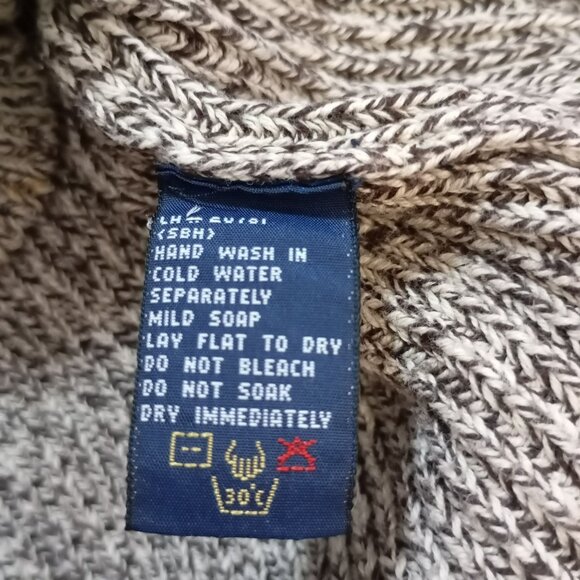 <SBH>
HAND WASH IN
COLD WATER
SEPARATELY
MILD SOAP
LAY FLAT TO DRY
DO NOT BLEACH
DO NOT SOAK
DRY IMMEDIATELY
30°C